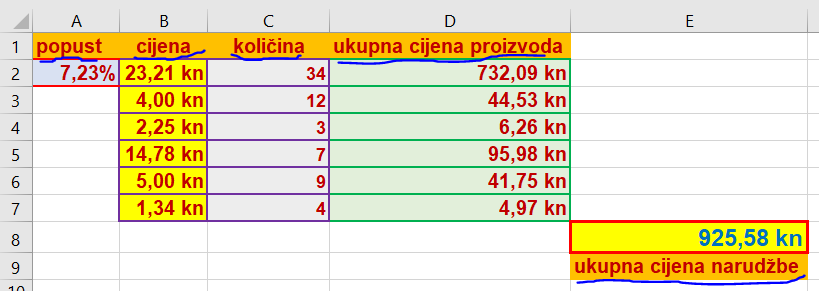 A B C D E
1 popust cijena količina ukupna cijena proizvoda
2 7,23% 23,21 kn 34 732,09 kn
3 4,00 kn 12 44,53 kn
4 2,25 kn 3 6,26 kn
5 14,78 kn 7 95,98 kn
6 5,00 kn 9 41,75 kn
7 1,34 kn 4 4,97 kn
8 925,58 kn
9 ukupna cijena narudžbe
10